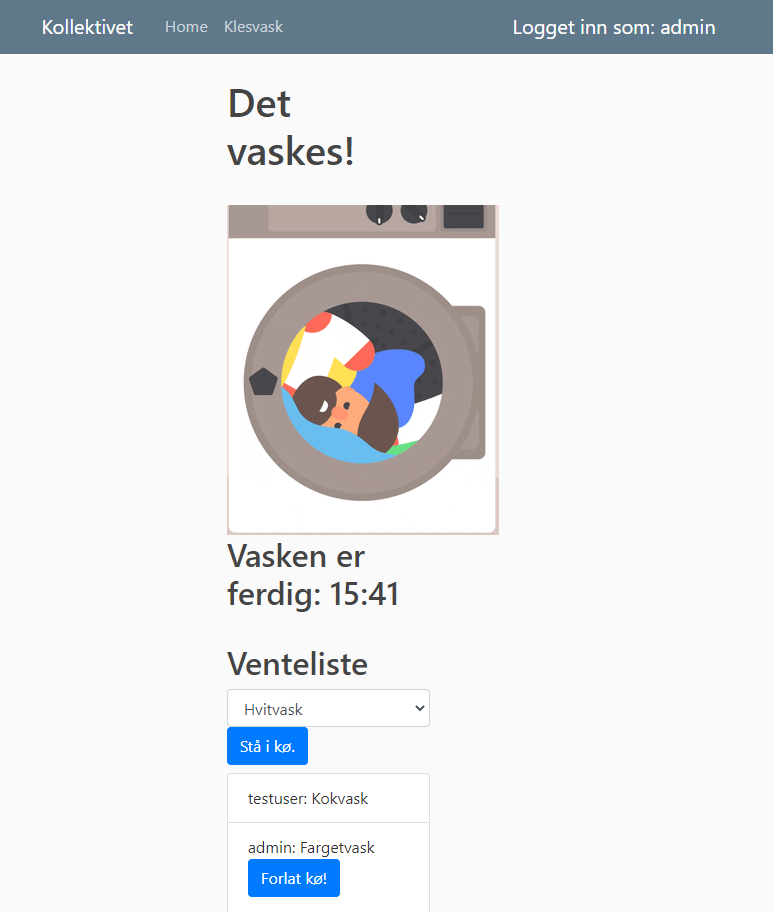 Kollektivet Home Klesvask Logget inn som: admin
Det
vaskes!
Vasken er
ferdig: 15:41
Venteliste
Hvitvask
Stå i kø.
testuser: Kokvask
admin: Fargetvask
Forlat kø!